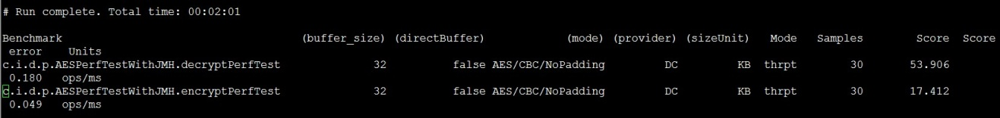 # Run complete. Total time: 00:02:01
Benchmark (buffer_size) (directBuffer) (mode) (provider) (sizeUnit) Mode Samples Score Score
error Units
c.i.d.p.AESPerfTestWithJMH.decryptPerfTest 32 false AES/CBC/NoPadding DC KB thrpt 30 53.906
0.180 ops/ms
c.i.d.p.AESPerfTestWithJMH.encryptPerfTest 32 false AES/CBC/NoPadding DC KB thrpt 30 17.412
0.049 ops/ms